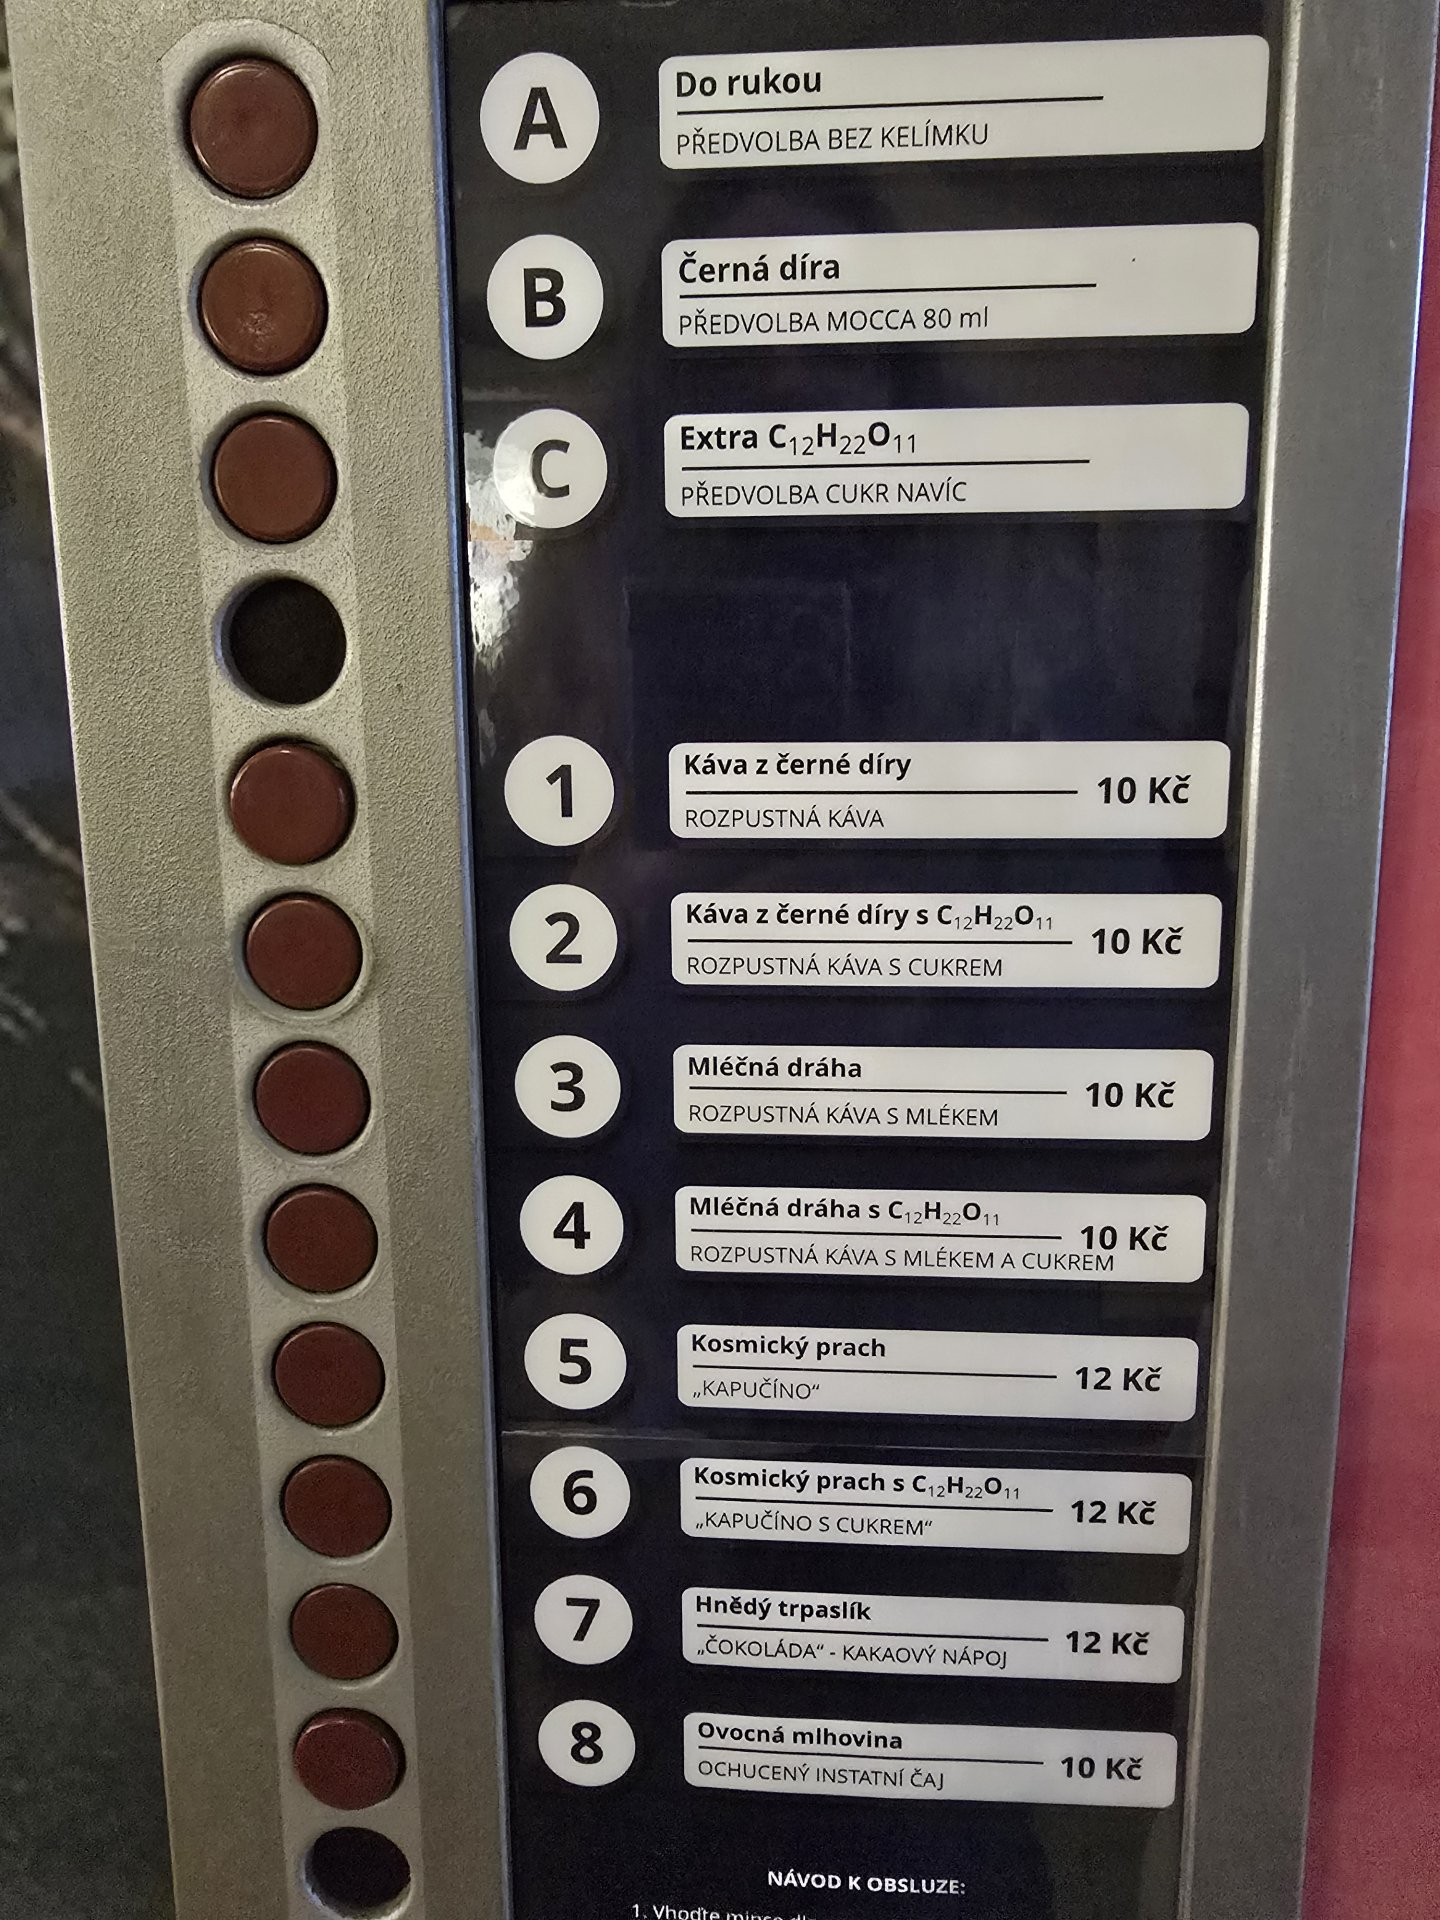 A
Do rukou
PŘEDVOLBA BEZ KELÍMKU
B
Černá díra
PŘEDVOLBA MOCCA 80 ml
C
Extra C₁₂H₂₂O₁₁
PŘEDVOLBA CUKR NAVÍC
1
Káva z černé díry
10 Kč
ROZPUSTNÁ KÁVA
2
Káva z černé díry s C₁₂H₂₂O₁₁
10 Kč
ROZPUSTNÁ KÁVA S CUKREM
3
Mléčná dráha
10 Kč
ROZPUSTNÁ KÁVA S MLÉKEM
4
Mléčná dráha s C₁₂H₂₂O₁₁
10 Kč
ROZPUSTNÁ KÁVA S MLÉKEM A CUKREM
5
Kosmický prach
12 Kč
„KAPUČÍNO“
6
Kosmický prach s C₁₂H₂₂O₁₁
12 Kč
„KAPUČÍNO S CUKREM“
7
Hnědý trpaslík
12 Kč
„ČOKOLÁDA“ - KAKAOVÝ NÁPOJ
8
Ovocná mlhovina
10 Kč
OCHUCENÝ INSTATNÍ ČAJ
NÁVOD K OBSLUZE:
1. Vhoďte mince